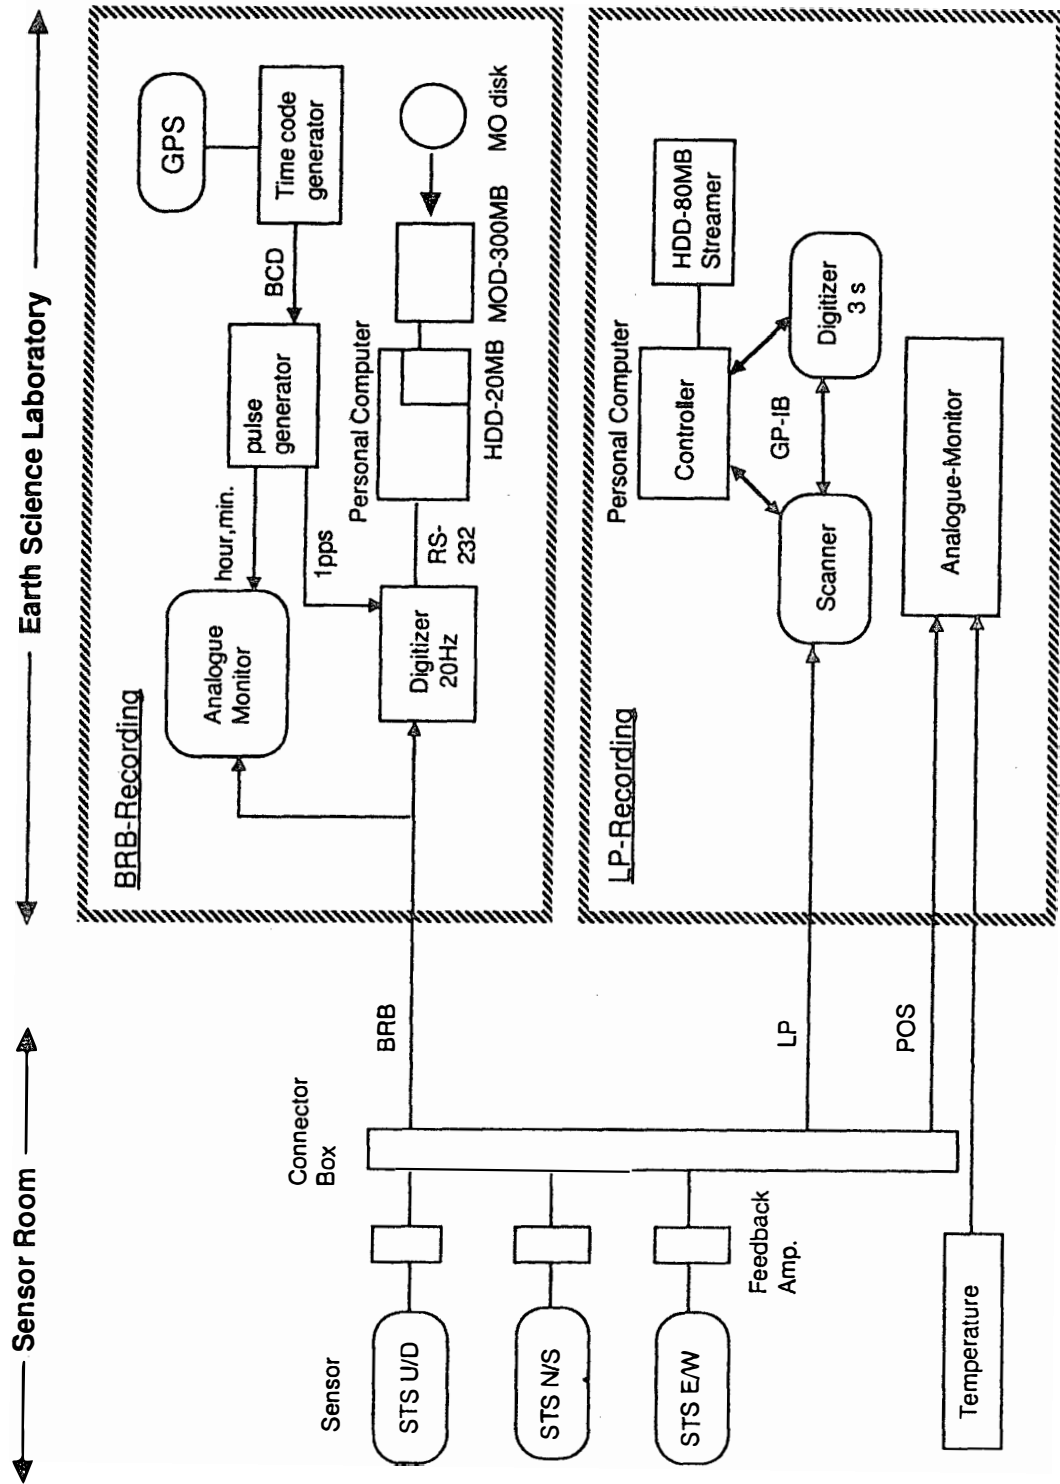 Sensor Room
Earth Science Laboratory
Sensor
STS U/D
STS N/S
STS E/W
Feedback
Amp.
Temperature
Connector
Box
BRB
LP
POS
BRB-Recording
Analogue
Monitor
hour,min.
1pps
pulse
generator
BCD
GPS
Time code
generator
Digitizer
20Hz
RS-
232
Personal Computer
HDD-20MB
MOD-300MB
MO disk
LP-Recording
Personal Computer
Controller
HDD-80MB
Streamer
GP-IB
Scanner
Digitizer
3 s
Analogue-Monitor